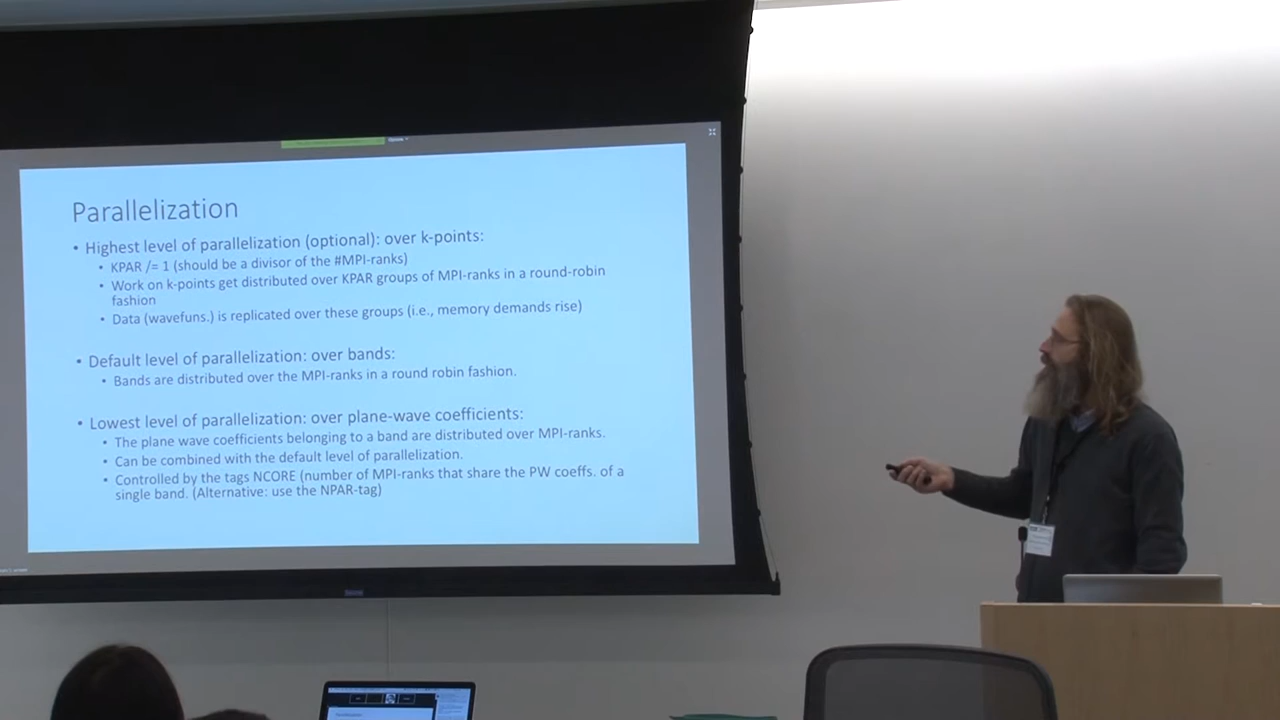 Parallelization
• Highest level of parallelization (optional): over k-points:
• KPAR /= 1 (should be a divisor of the #MPI-ranks)
• Work on k-points get distributed over KPAR groups of MPI-ranks in a round-robin
fashion
• Data (wavefuns.) is replicated over these groups (i.e., memory demands rise)
• Default level of parallelization: over bands:
• Bands are distributed over the MPI-ranks in a round robin fashion.
• Lowest level of parallelization: over plane-wave coefficients:
• The plane wave coefficients belonging to a band are distributed over MPI-ranks.
• Can be combined with the default level of parallelization.
• Controlled by the tags NCORE (number of MPI-ranks that share the PW coeffs. of a
single band. (Alternative: use the NPAR-tag)